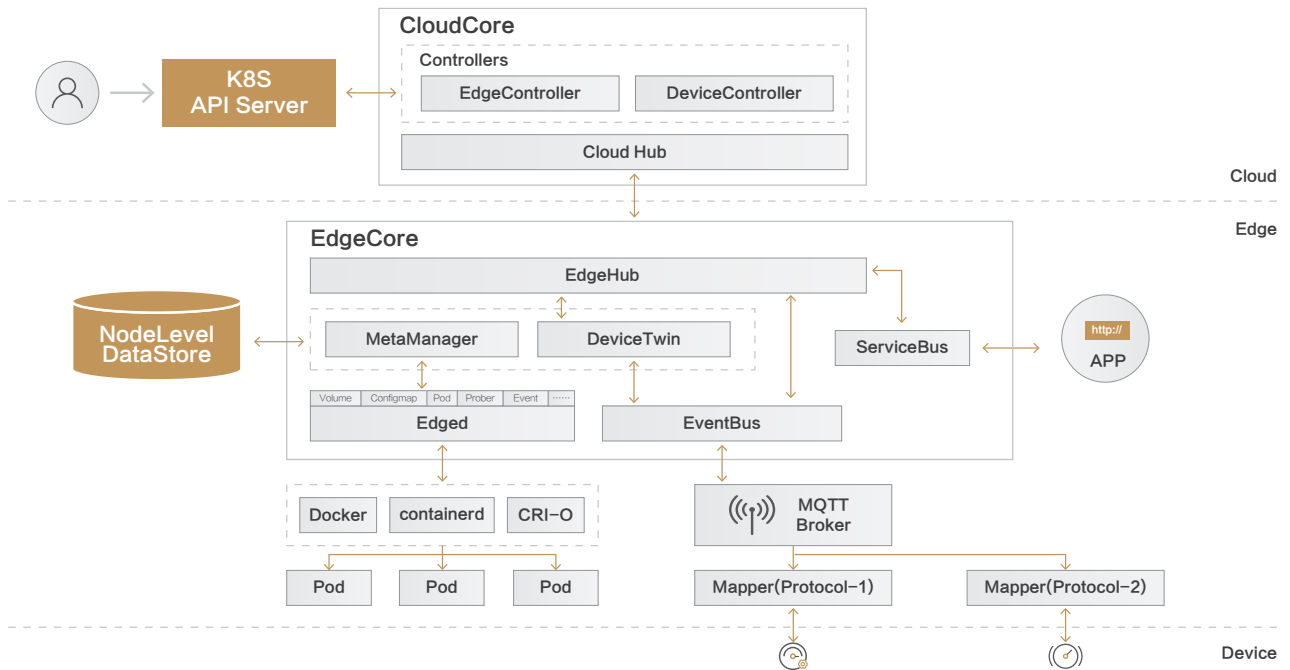 CloudCore
Controllers
K8S
API Server
EdgeController
DeviceController
Cloud Hub
Cloud
Edge
EdgeCore
EdgeHub
NodeLevel
DataStore
MetaManager
DeviceTwin
ServiceBus
http://
APP
Volume
Configmap
Pod
Prober
Event
······
Edged
EventBus
Docker
containerd
CRI-O
MQTT
Broker
Pod
Pod
Pod
Mapper(Protocol-1)
Mapper(Protocol-2)
Device